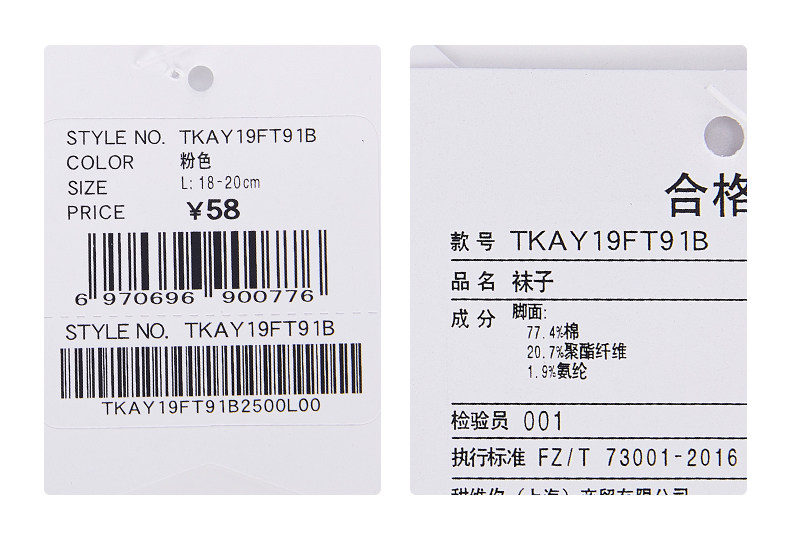 STYLE NO. TKAY19FT91B
COLOR 粉色
SIZE L: 18-20cm
PRICE ¥58
6 970696 900776
STYLE NO. TKAY19FT91B
TKAY19FT91B2500L00
合格
款号 TKAY19FT91B
品名 袜子
成分 脚面:
77.4%棉
20.7%聚酯纤维
1.9%氨纶
检验员 001
执行标准 FZ/T 73001-2016